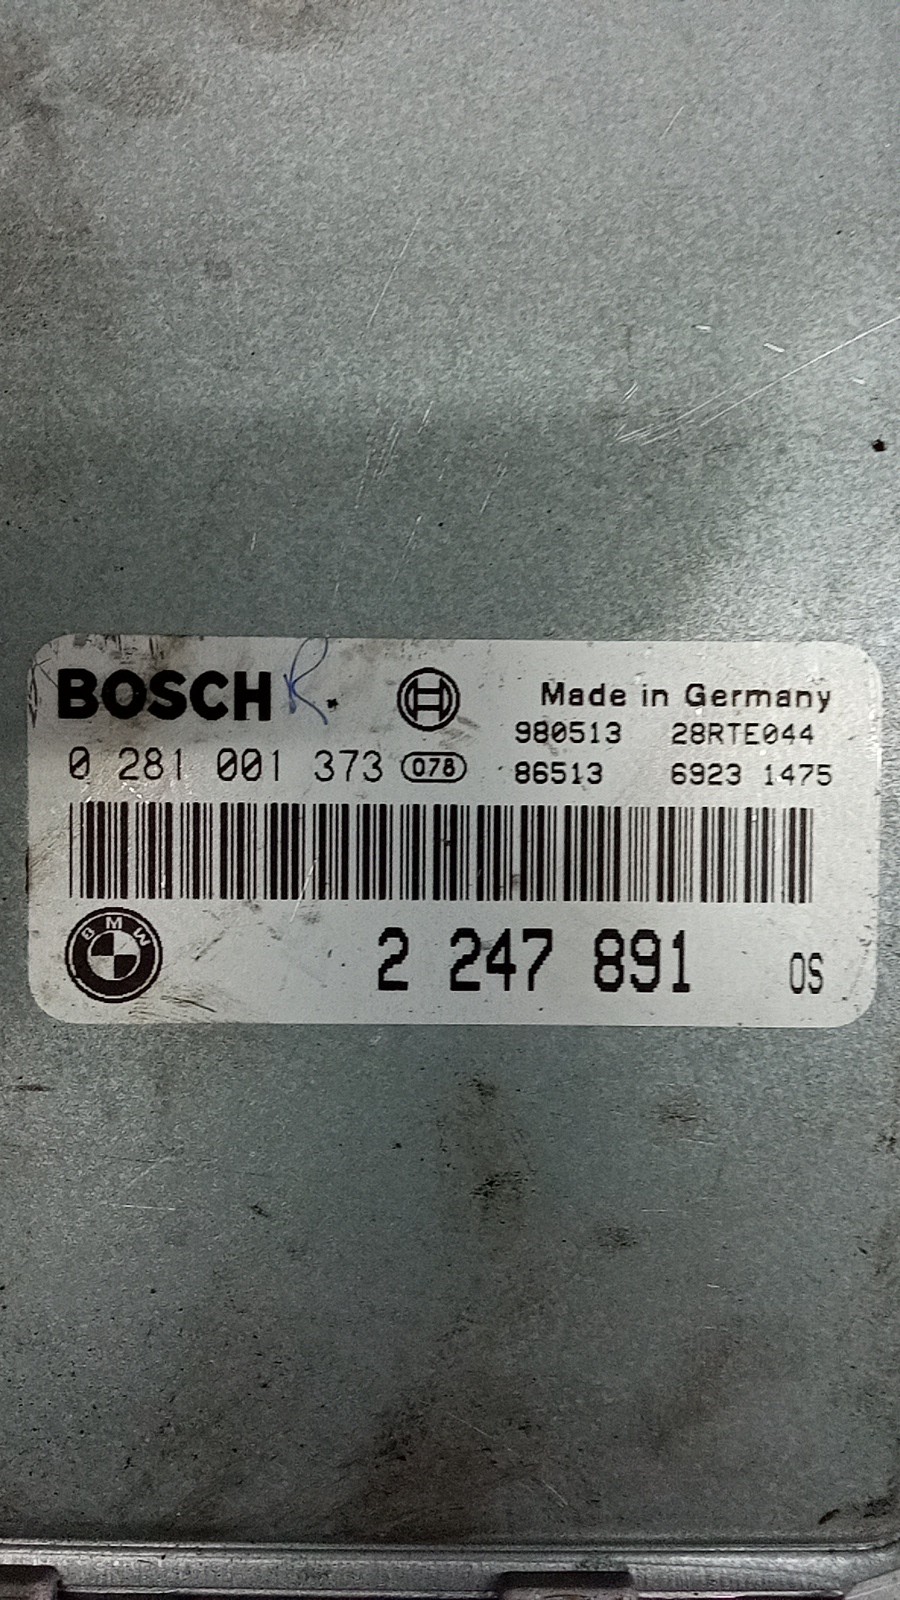 BOSCH R.
Made in Germany
980513 28RTE044
0 281 001 373 078 86513 6923 1475
BMW
2 247 891 OS